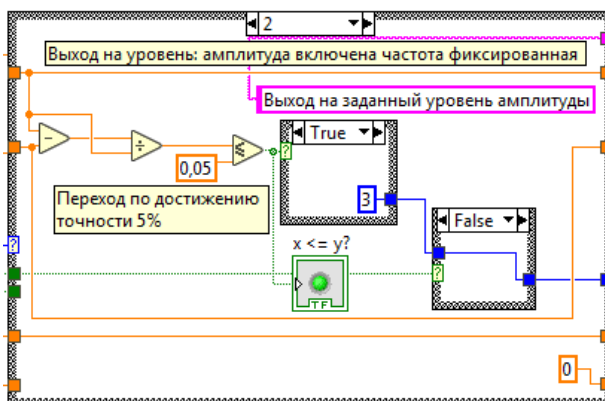 2
Выход на уровень: амплитуда включена частота фиксированная
Выход на заданный уровень амплитуды
True
0,05
?
3
Переход по достижению
точности 5%
False
?
x <= y?
?
TF
0